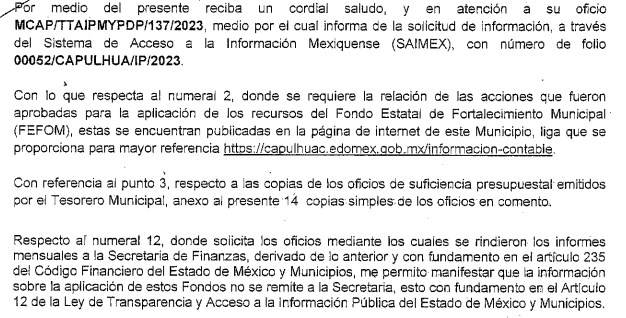 Por medio del presente reciba un cordial saludo, y en atención a su oficio
MCAP/TTAIPMYPDP/137/2023, medio por el cual informa de la solicitud de información, a través
del Sistema de Acceso a la Información Mexiquense (SAIMEX), con número de folio
00052/CAPULHUA/IP/2023.
Con lo que respecta al numeral 2, donde se requiere la relación de las acciones que fueron
aprobadas para la aplicación de los recursos del Fondo Estatal de Fortalecimiento Municipal
(FEFOM), estas se encuentran publicadas en la página de internet de este Municipio, liga que se
proporciona para mayor referencia https://capulhuac.edomex.gob.mx/informacion-contable.
Con referencia al punto 3, respecto a las copias de los oficios de suficiencia presupuestal emitidos
por el Tesorero Municipal, anexo al presente 14 copias simples de los oficios en comento.
Respecto al numeral 12, donde solicita los oficios mediante los cuales se rindieron los informes
mensuales a la Secretaria de Finanzas, derivado de lo anterior y con fundamento en el artículo 235
del Código Financiero del Estado de México y Municipios, me permito manifestar que la información
sobre la aplicación de estos Fondos no se remite a la Secretaria, esto con fundamento en el Artículo
12 de la Ley de Transparencia y Acceso a la Información Pública del Estado de México y Municipios.